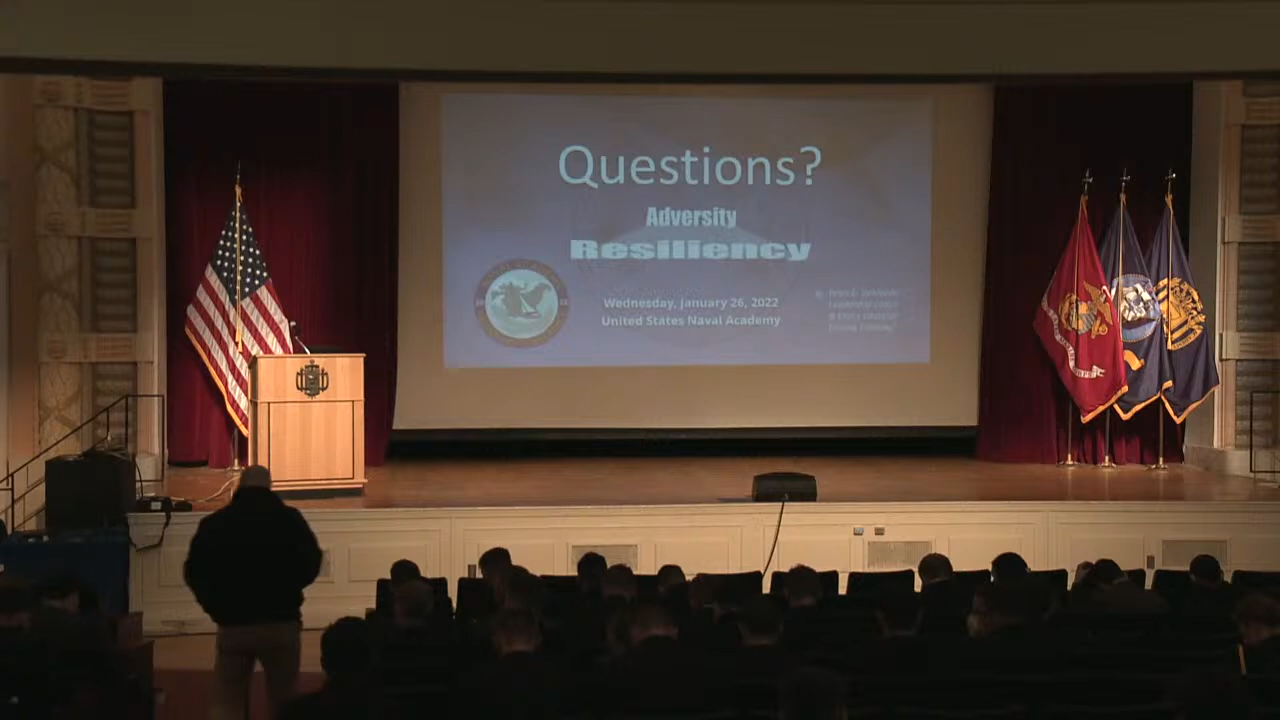 Questions?
Adversity
Resiliency
Wednesday, January 26, 2022
United States Naval Academy